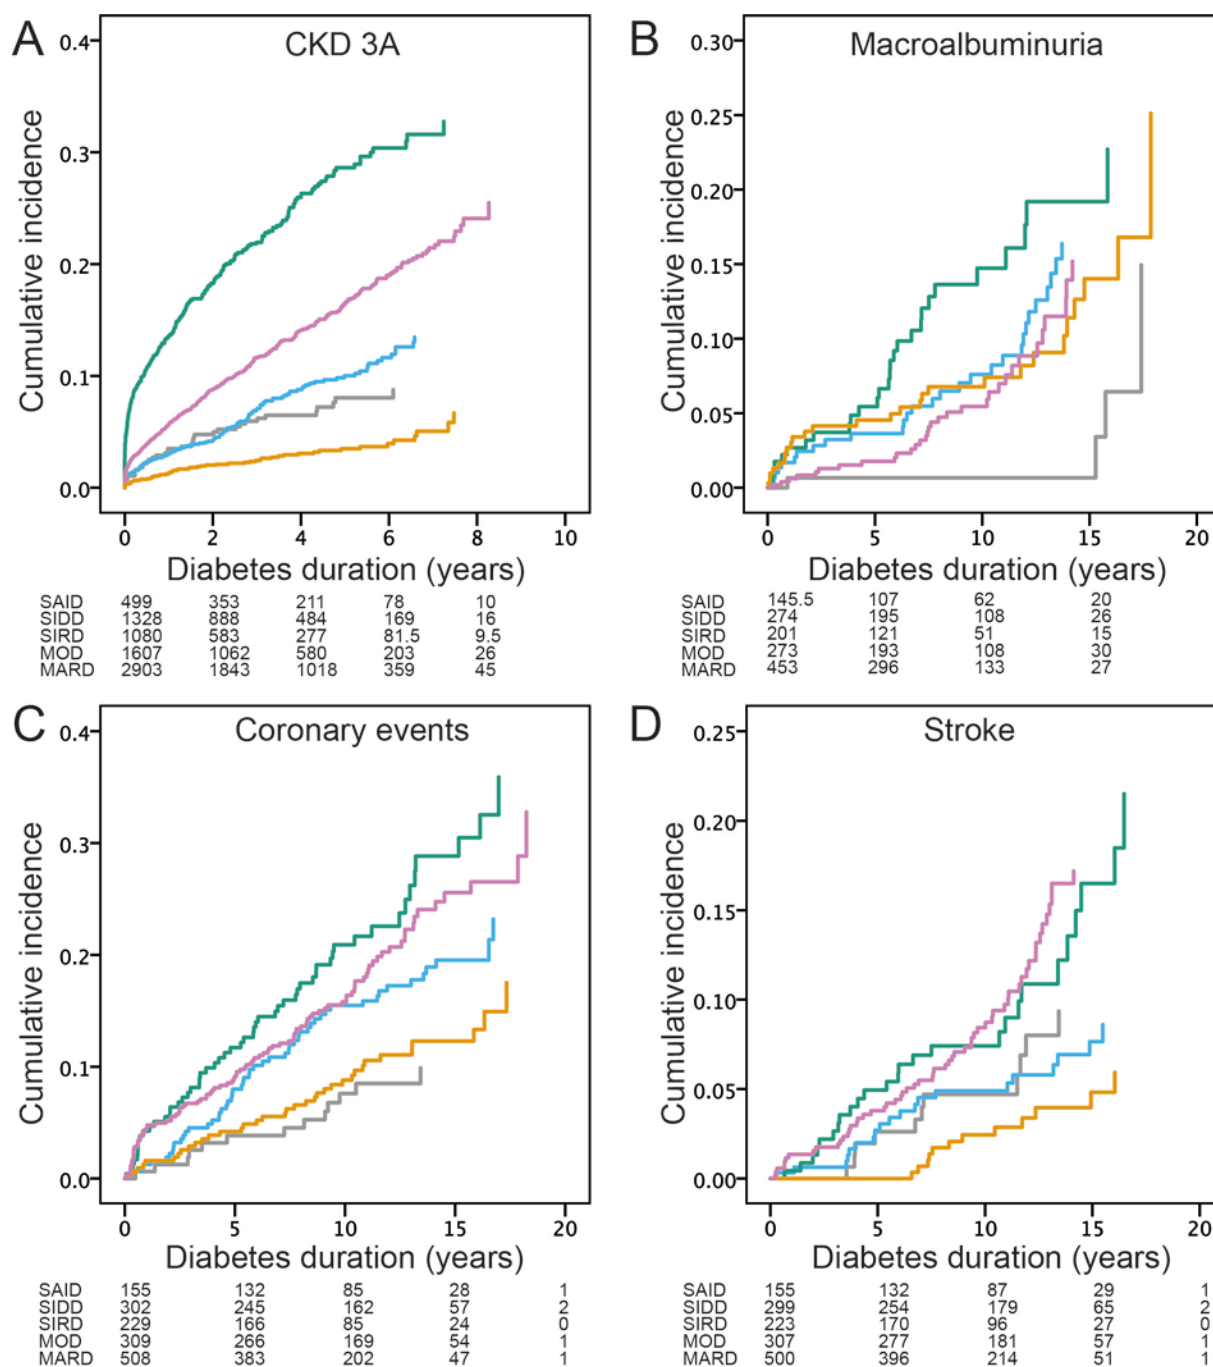 A
CKD 3A
Cumulative incidence
0.4
0.3
0.2
0.1
0.0
0 2 4 6 8 10
Diabetes duration (years)
SAID 499 353 211 78 10
SIDD 1328 888 484 169 16
SIRD 1080 583 277 81.5 9.5
MOD 1607 1062 580 203 26
MARD 2903 1843 1018 359 45
B
Macroalbuminuria
Cumulative incidence
0.30
0.25
0.20
0.15
0.10
0.05
0.00
0 5 10 15 20
Diabetes duration (years)
SAID 145.5 107 62 20
SIDD 274 195 108 26
SIRD 201 121 51 15
MOD 273 193 108 30
MARD 453 296 133 27
C
Coronary events
Cumulative incidence
0.4
0.3
0.2
0.1
0.0
0 5 10 15 20
Diabetes duration (years)
SAID 155 132 85 28 1
SIDD 302 245 162 57 2
SIRD 229 166 85 24 0
MOD 309 266 169 54 1
MARD 508 383 202 47 1
D
Stroke
Cumulative incidence
0.25
0.20
0.15
0.10
0.05
0.00
0 5 10 15 20
Diabetes duration (years)
SAID 155 132 87 29 1
SIDD 299 254 179 65 2
SIRD 223 170 96 27 0
MOD 307 277 181 57 1
MARD 500 396 214 51 1